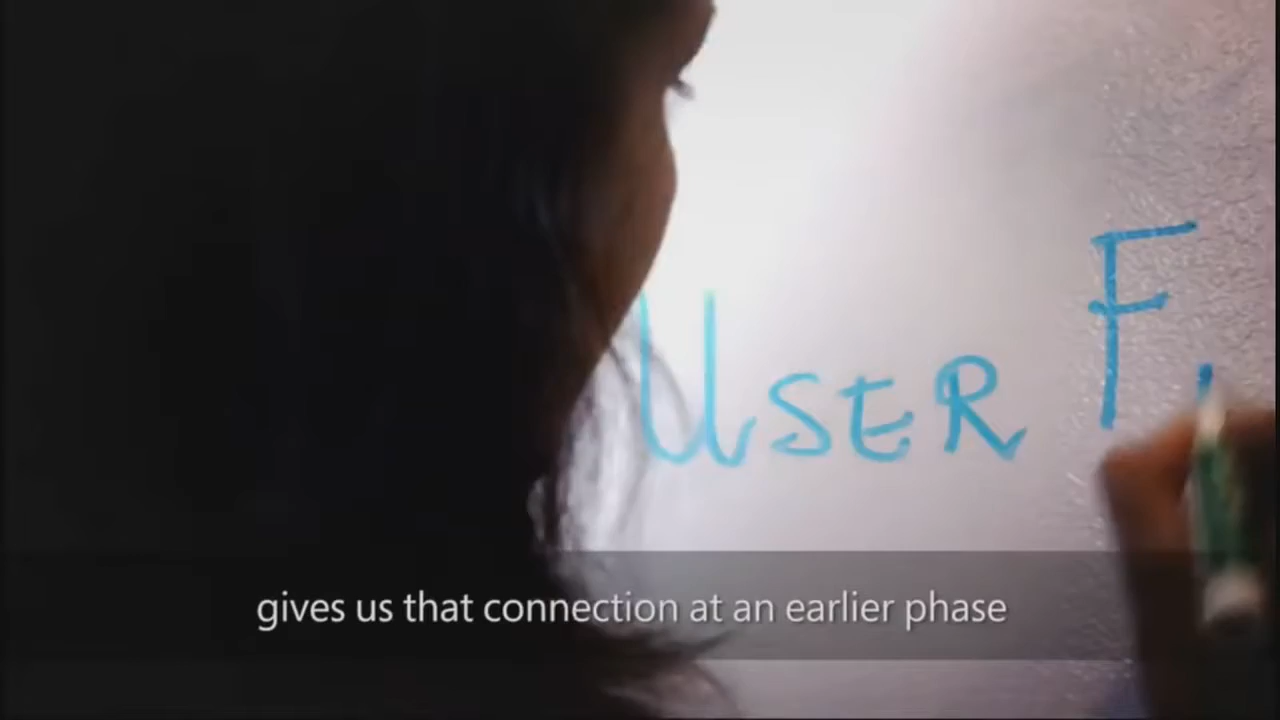 USER F
gives us that connection at an earlier phase